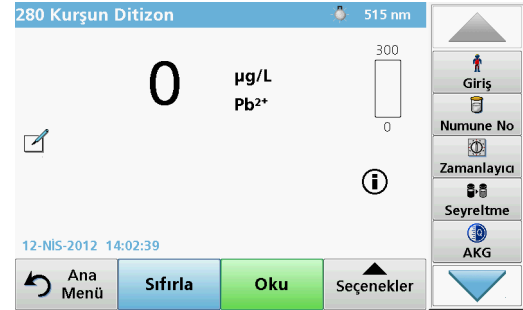 280 Kurşun Ditizon 515 nm
300
0
µg/L
Pb²⁺
0
12-NİS-2012 14:02:39
Ana Menü
Sıfırla
Oku
Seçenekler
Giriş
Numune No
Zamanlayıcı
Seyreltme
AKG